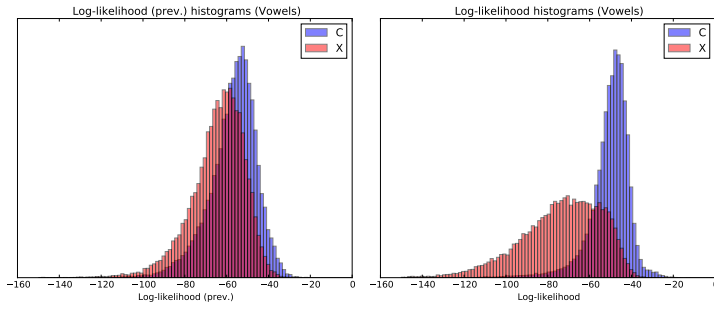 Log-likelihood (prev.) histograms (Vowels)
C
X
−160 −140 −120 −100 −80 −60 −40 −20 0
Log-likelihood (prev.)
Log-likelihood histograms (Vowels)
C
X
−160 −140 −120 −100 −80 −60 −40 −20
Log-likelihood